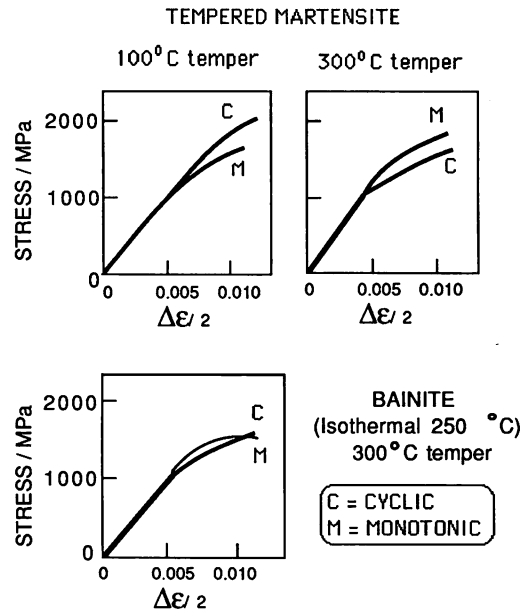 TEMPERED MARTENSITE
100°C temper
300°C temper
STRESS / MPa
2000
1000
0
C
M
0
0.005
0.010
Δε/ 2
M
C
0
0.005
0.010
Δε/ 2
STRESS / MPa
2000
1000
0
C
M
0
0.005
0.010
Δε/ 2
BAINITE
(Isothermal 250 °C)
300°C temper
C = CYCLIC
M = MONOTONIC